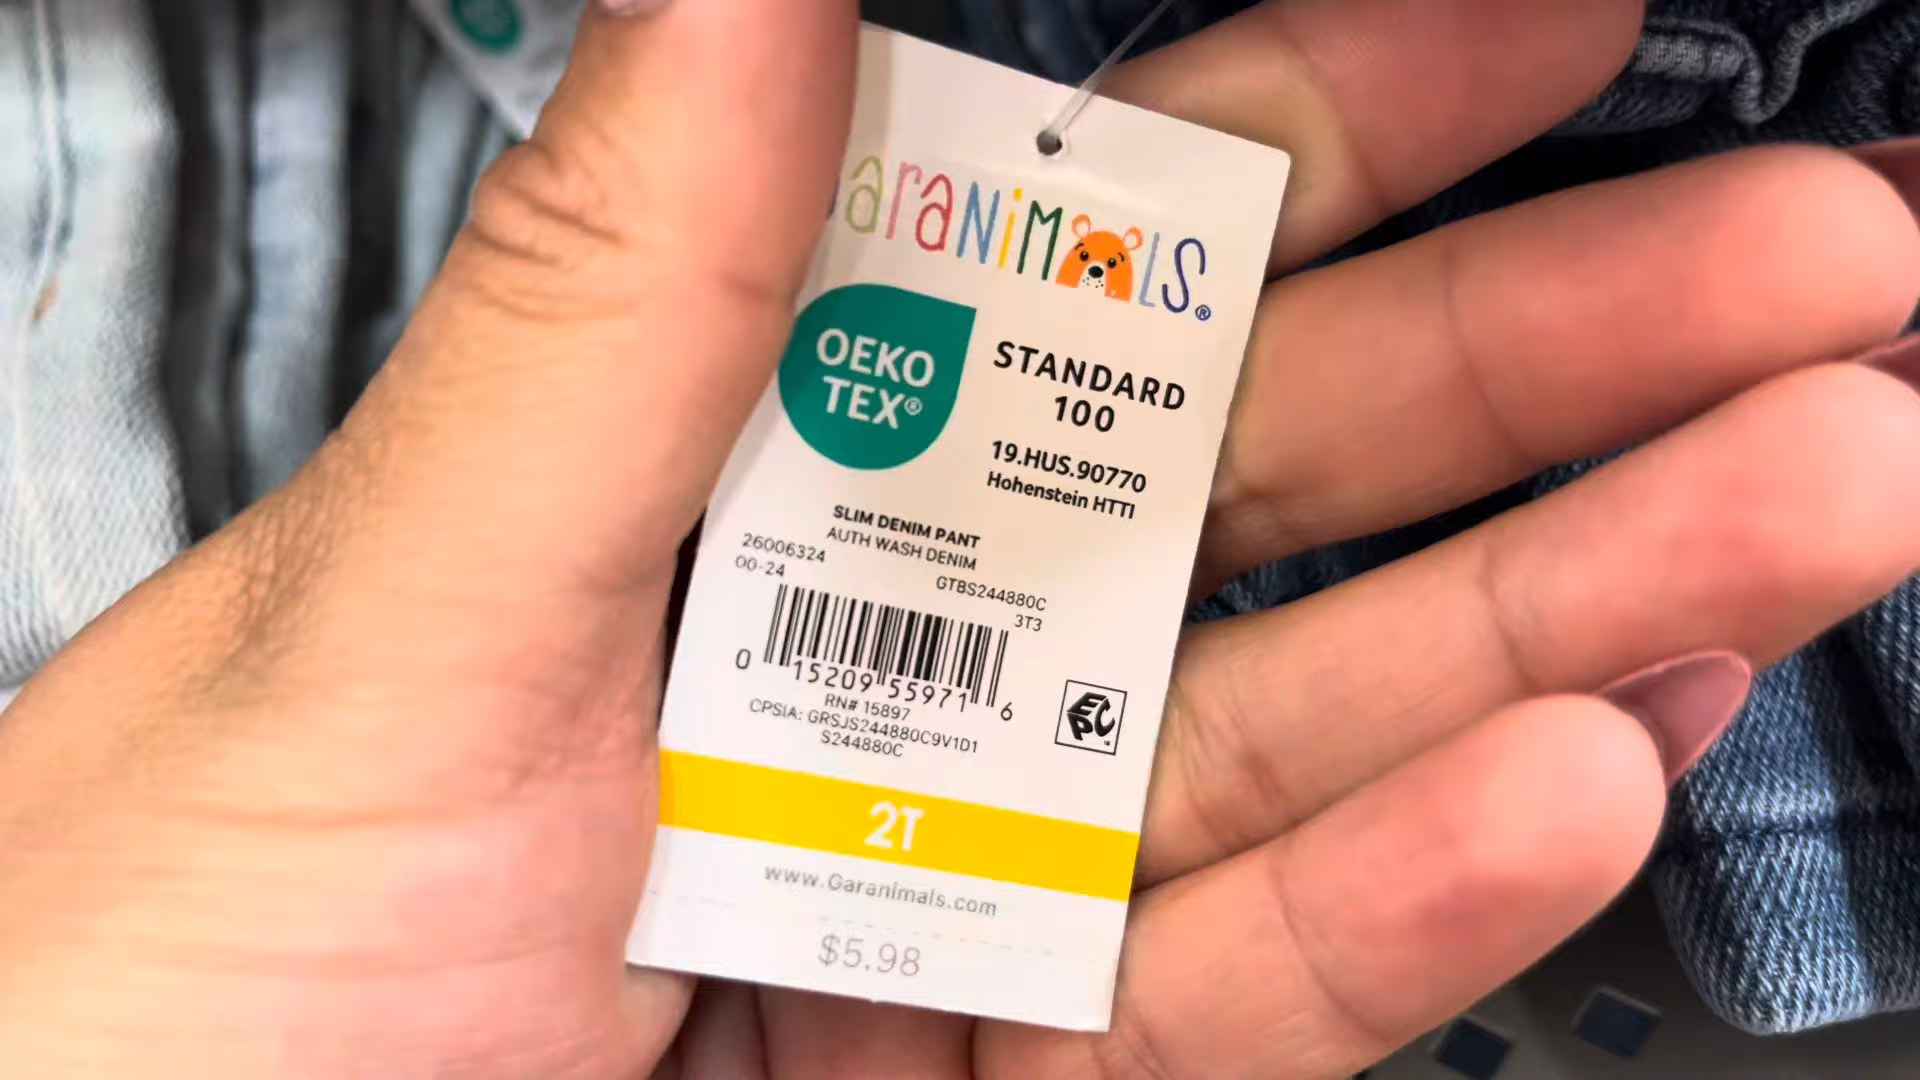 aranimals®
OEKO
TEX®
STANDARD
100
19.HUS.90770
Hohenstein HTTI
SLIM DENIM PANT
AUTH WASH DENIM
26006324
00-24
GTBS244880C
3T3
0 15209 55971 6
RN# 15897
CPSIA: GRSJS244880C9V1D1
S244880C
EPC
2T
www.Garanimals.com
$5.98